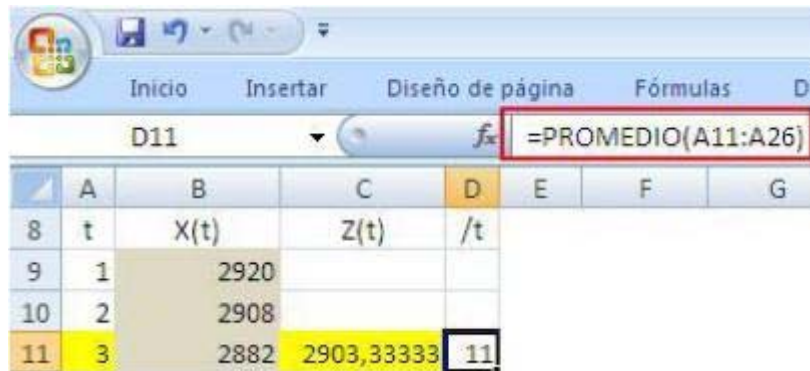 Inicio Insertar Diseño de página Fórmulas D
D11 fx =PROMEDIO(A11:A26)
A B C D E F G
8 t X(t) Z(t) /t
9 1 2920
10 2 2908
11 3 2882 2903,33333 11